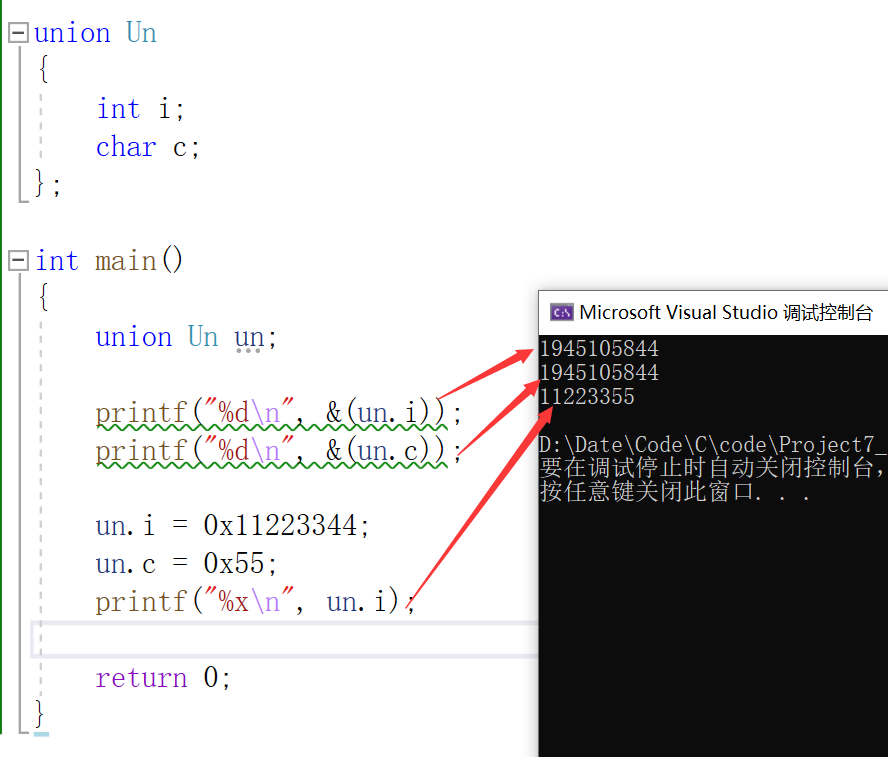 union Un
{
int i;
char c;
};
int main()
{
union Un un;
printf("%d\n", &(un.i));
printf("%d\n", &(un.c));
un.i = 0x11223344;
un.c = 0x55;
printf("%x\n", un.i);
return 0;
}
Microsoft Visual Studio 调试控制台
1945105844
1945105844
11223355
D:\Date\Code\C\code\Project7_
要在调试停止时自动关闭控制台，
按任意键关闭此窗口. . .